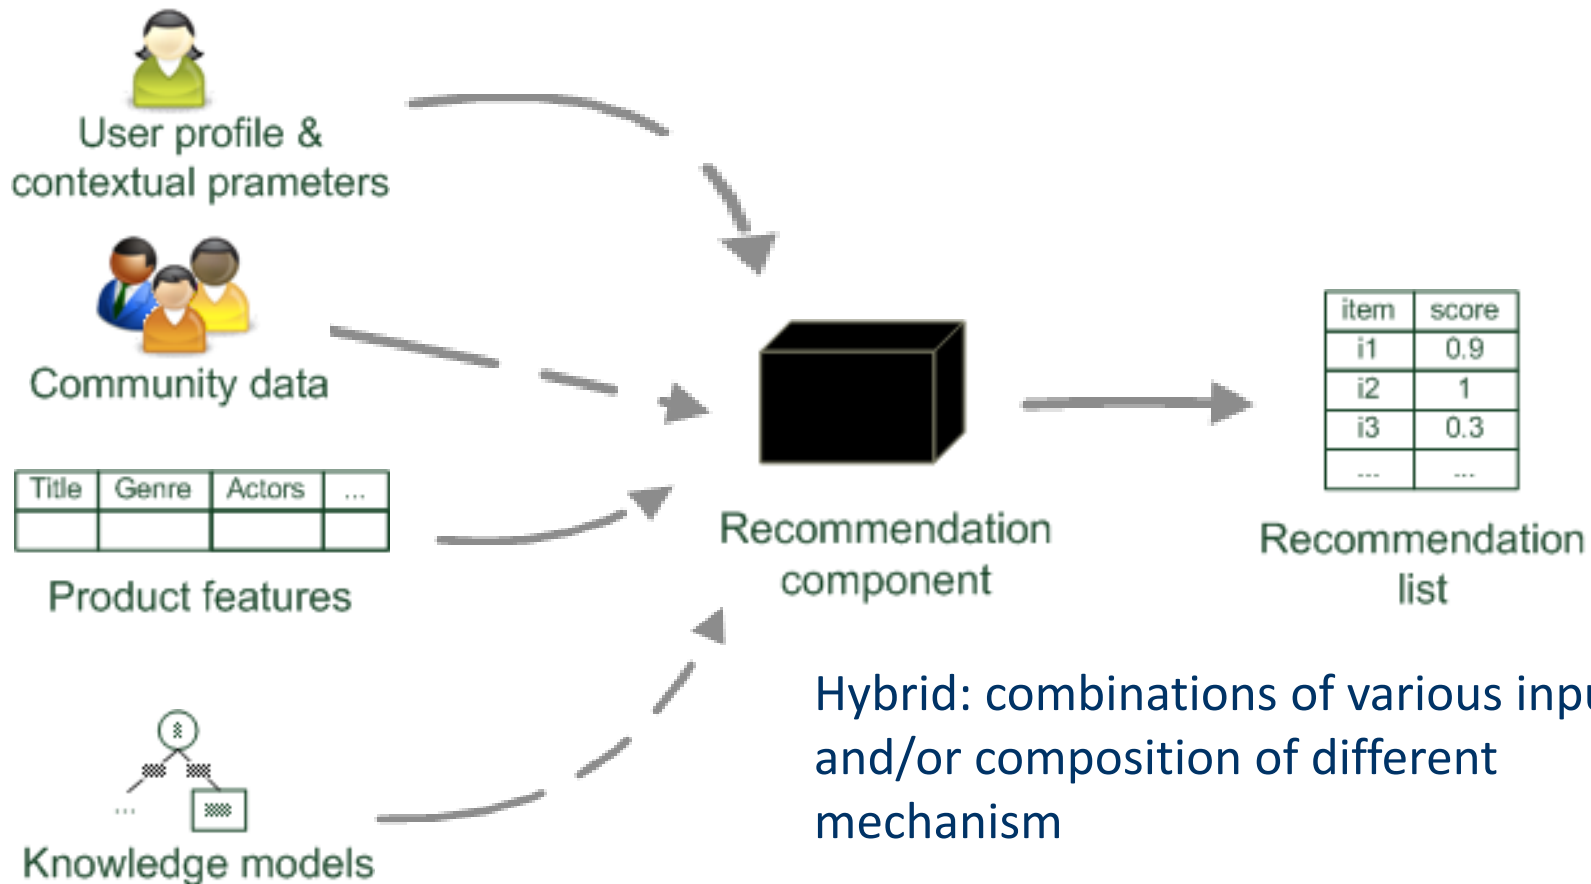 User profile &
contextual prameters
Community data
Title Genre Actors ...
Product features
...
Knowledge models
Recommendation
component
item score
i1 0.9
i2 1
i3 0.3
... ...
Recommendation
list
Hybrid: combinations of various inpu
and/or composition of different
mechanism